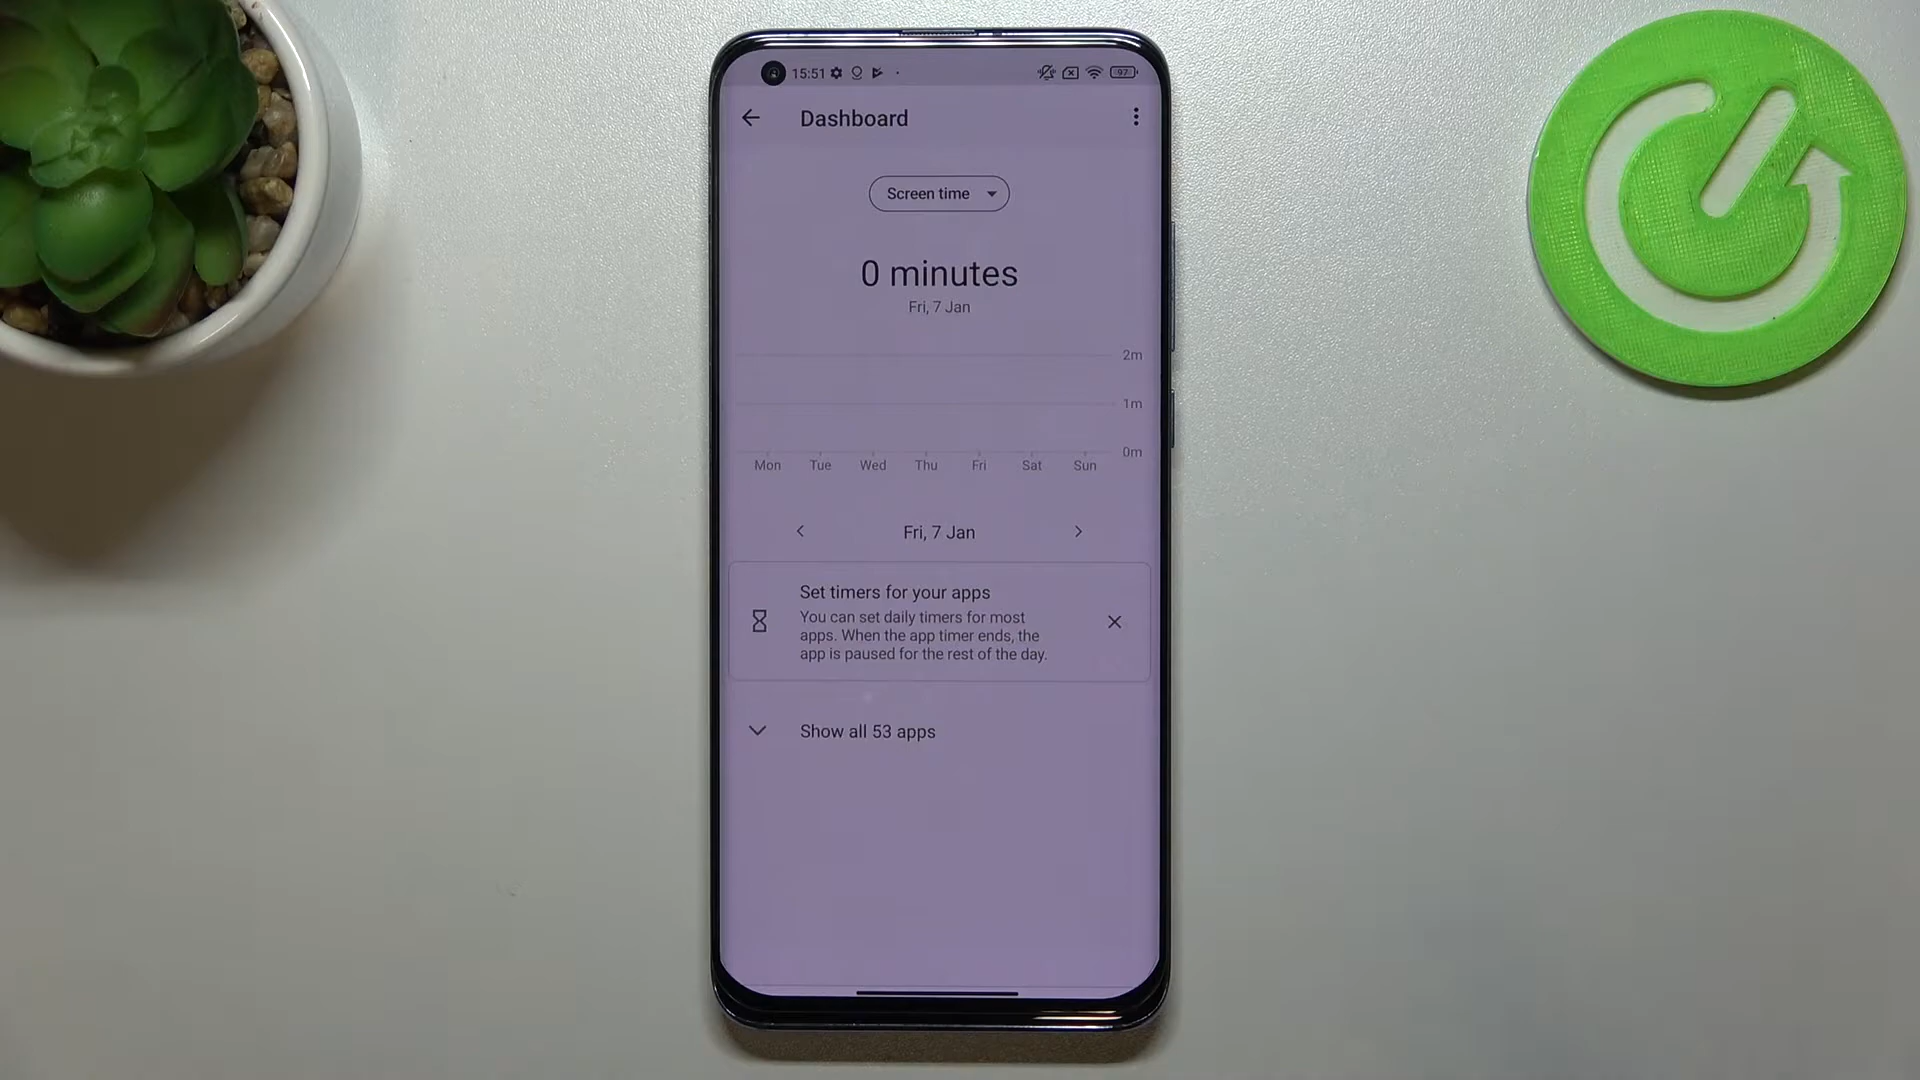 15:51
97
Dashboard
Screen time
0 minutes
Fri, 7 Jan
2m
1m
0m
Mon Tue Wed Thu Fri Sat Sun
Fri, 7 Jan
Set timers for your apps
You can set daily timers for most
apps. When the app timer ends, the
app is paused for the rest of the day.
Show all 53 apps